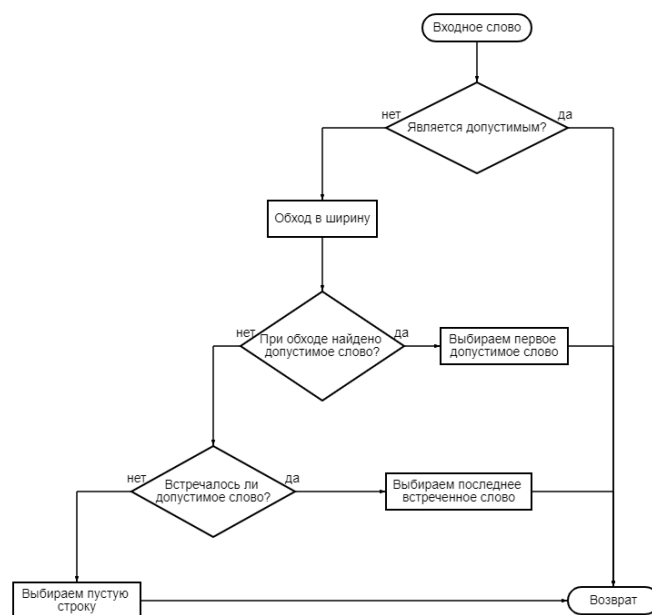 Входное слово
нет
да
Является допустимым?
Обход в ширину
нет
При обходе найдено
допустимое слово?
да
Выбираем первое
допустимое слово
нет
Встречалось ли
допустимое слово?
да
Выбираем последнее
встреченное слово
Выбираем пустую
строку
Возврат